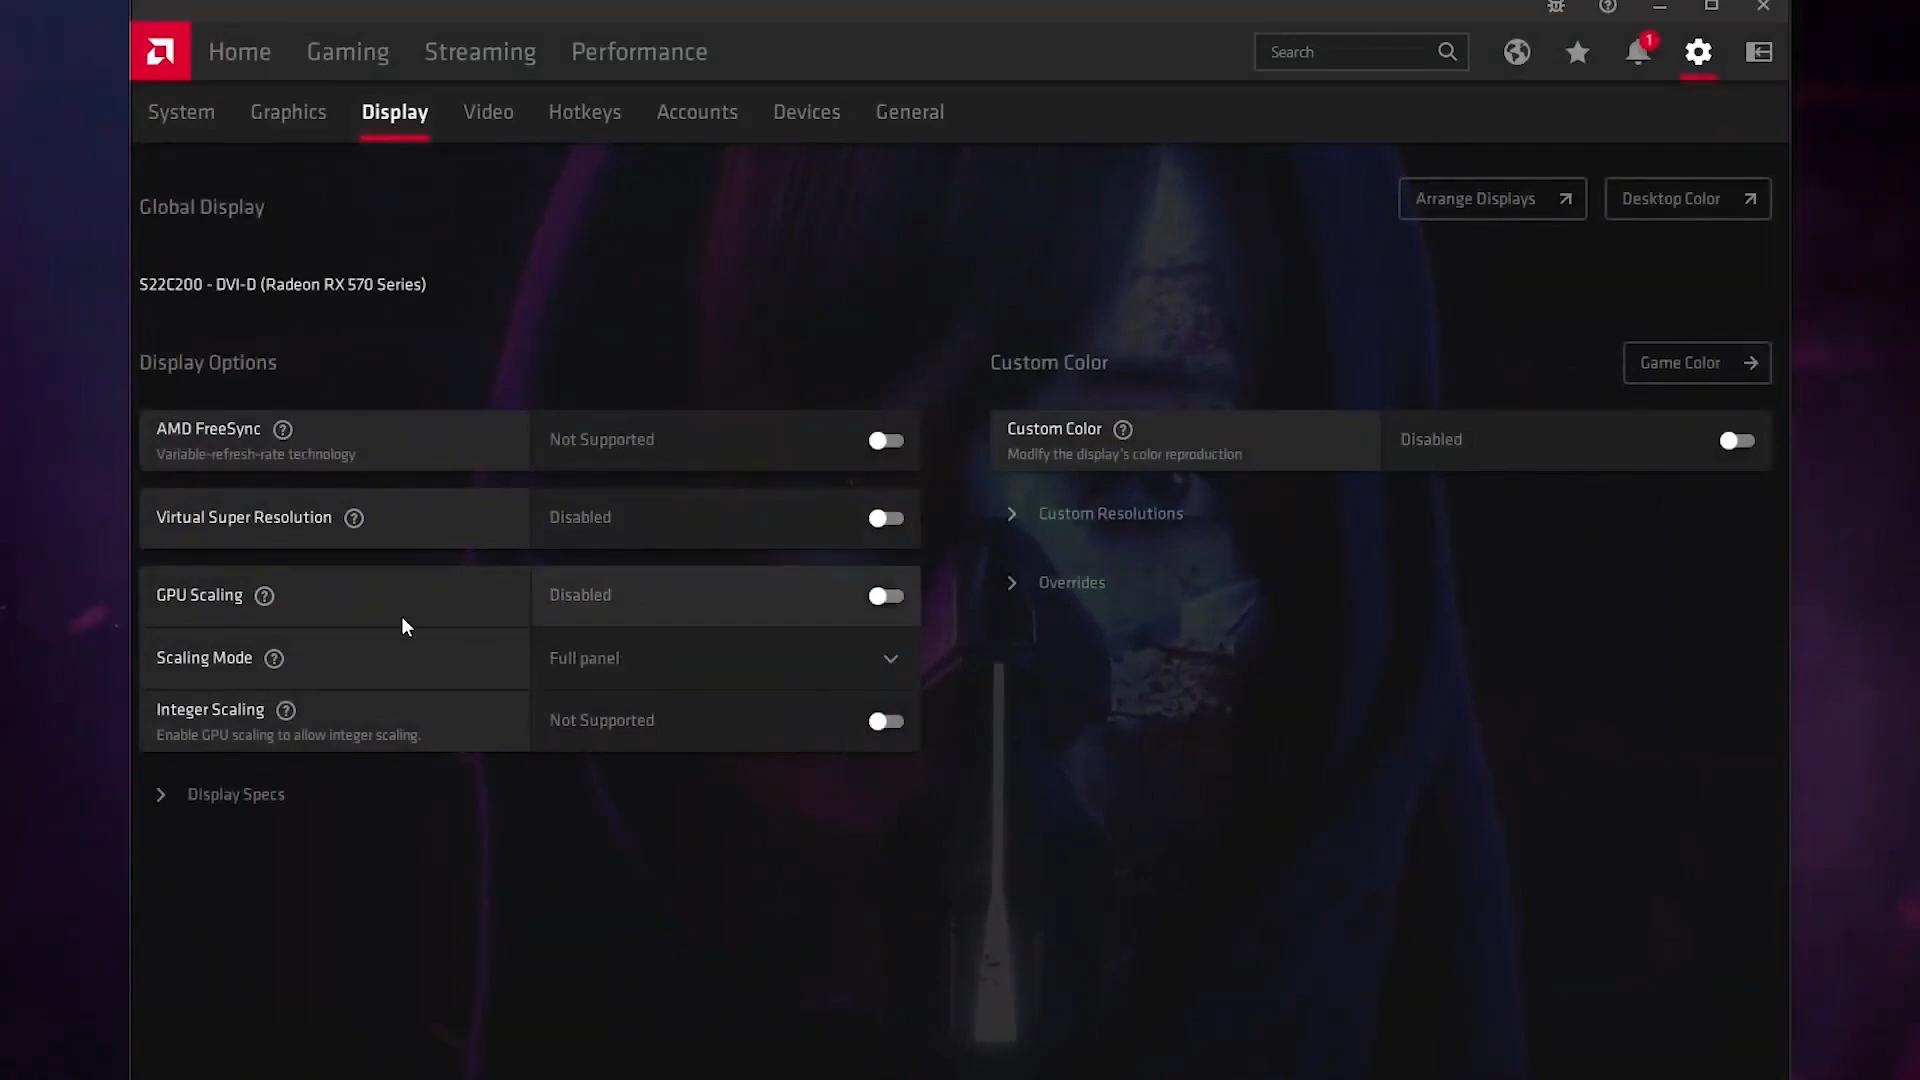 Home Gaming Streaming Performance Search 1
System Graphics Display Video Hotkeys Accounts Devices General
Global Display
Arrange Displays Desktop Color
S22C200 - DVI-D (Radeon RX 570 Series)
Display Options
Custom Color
Game Color
AMD FreeSync ?
Variable-refresh-rate technology
Not Supported
Custom Color ?
Modify the display's color reproduction
Disabled
Virtual Super Resolution ? Disabled
Custom Resolutions
GPU Scaling ? Disabled
Overrides
Scaling Mode ? Full panel
Integer Scaling ?
Enable GPU scaling to allow integer scaling.
Not Supported
Display Specs